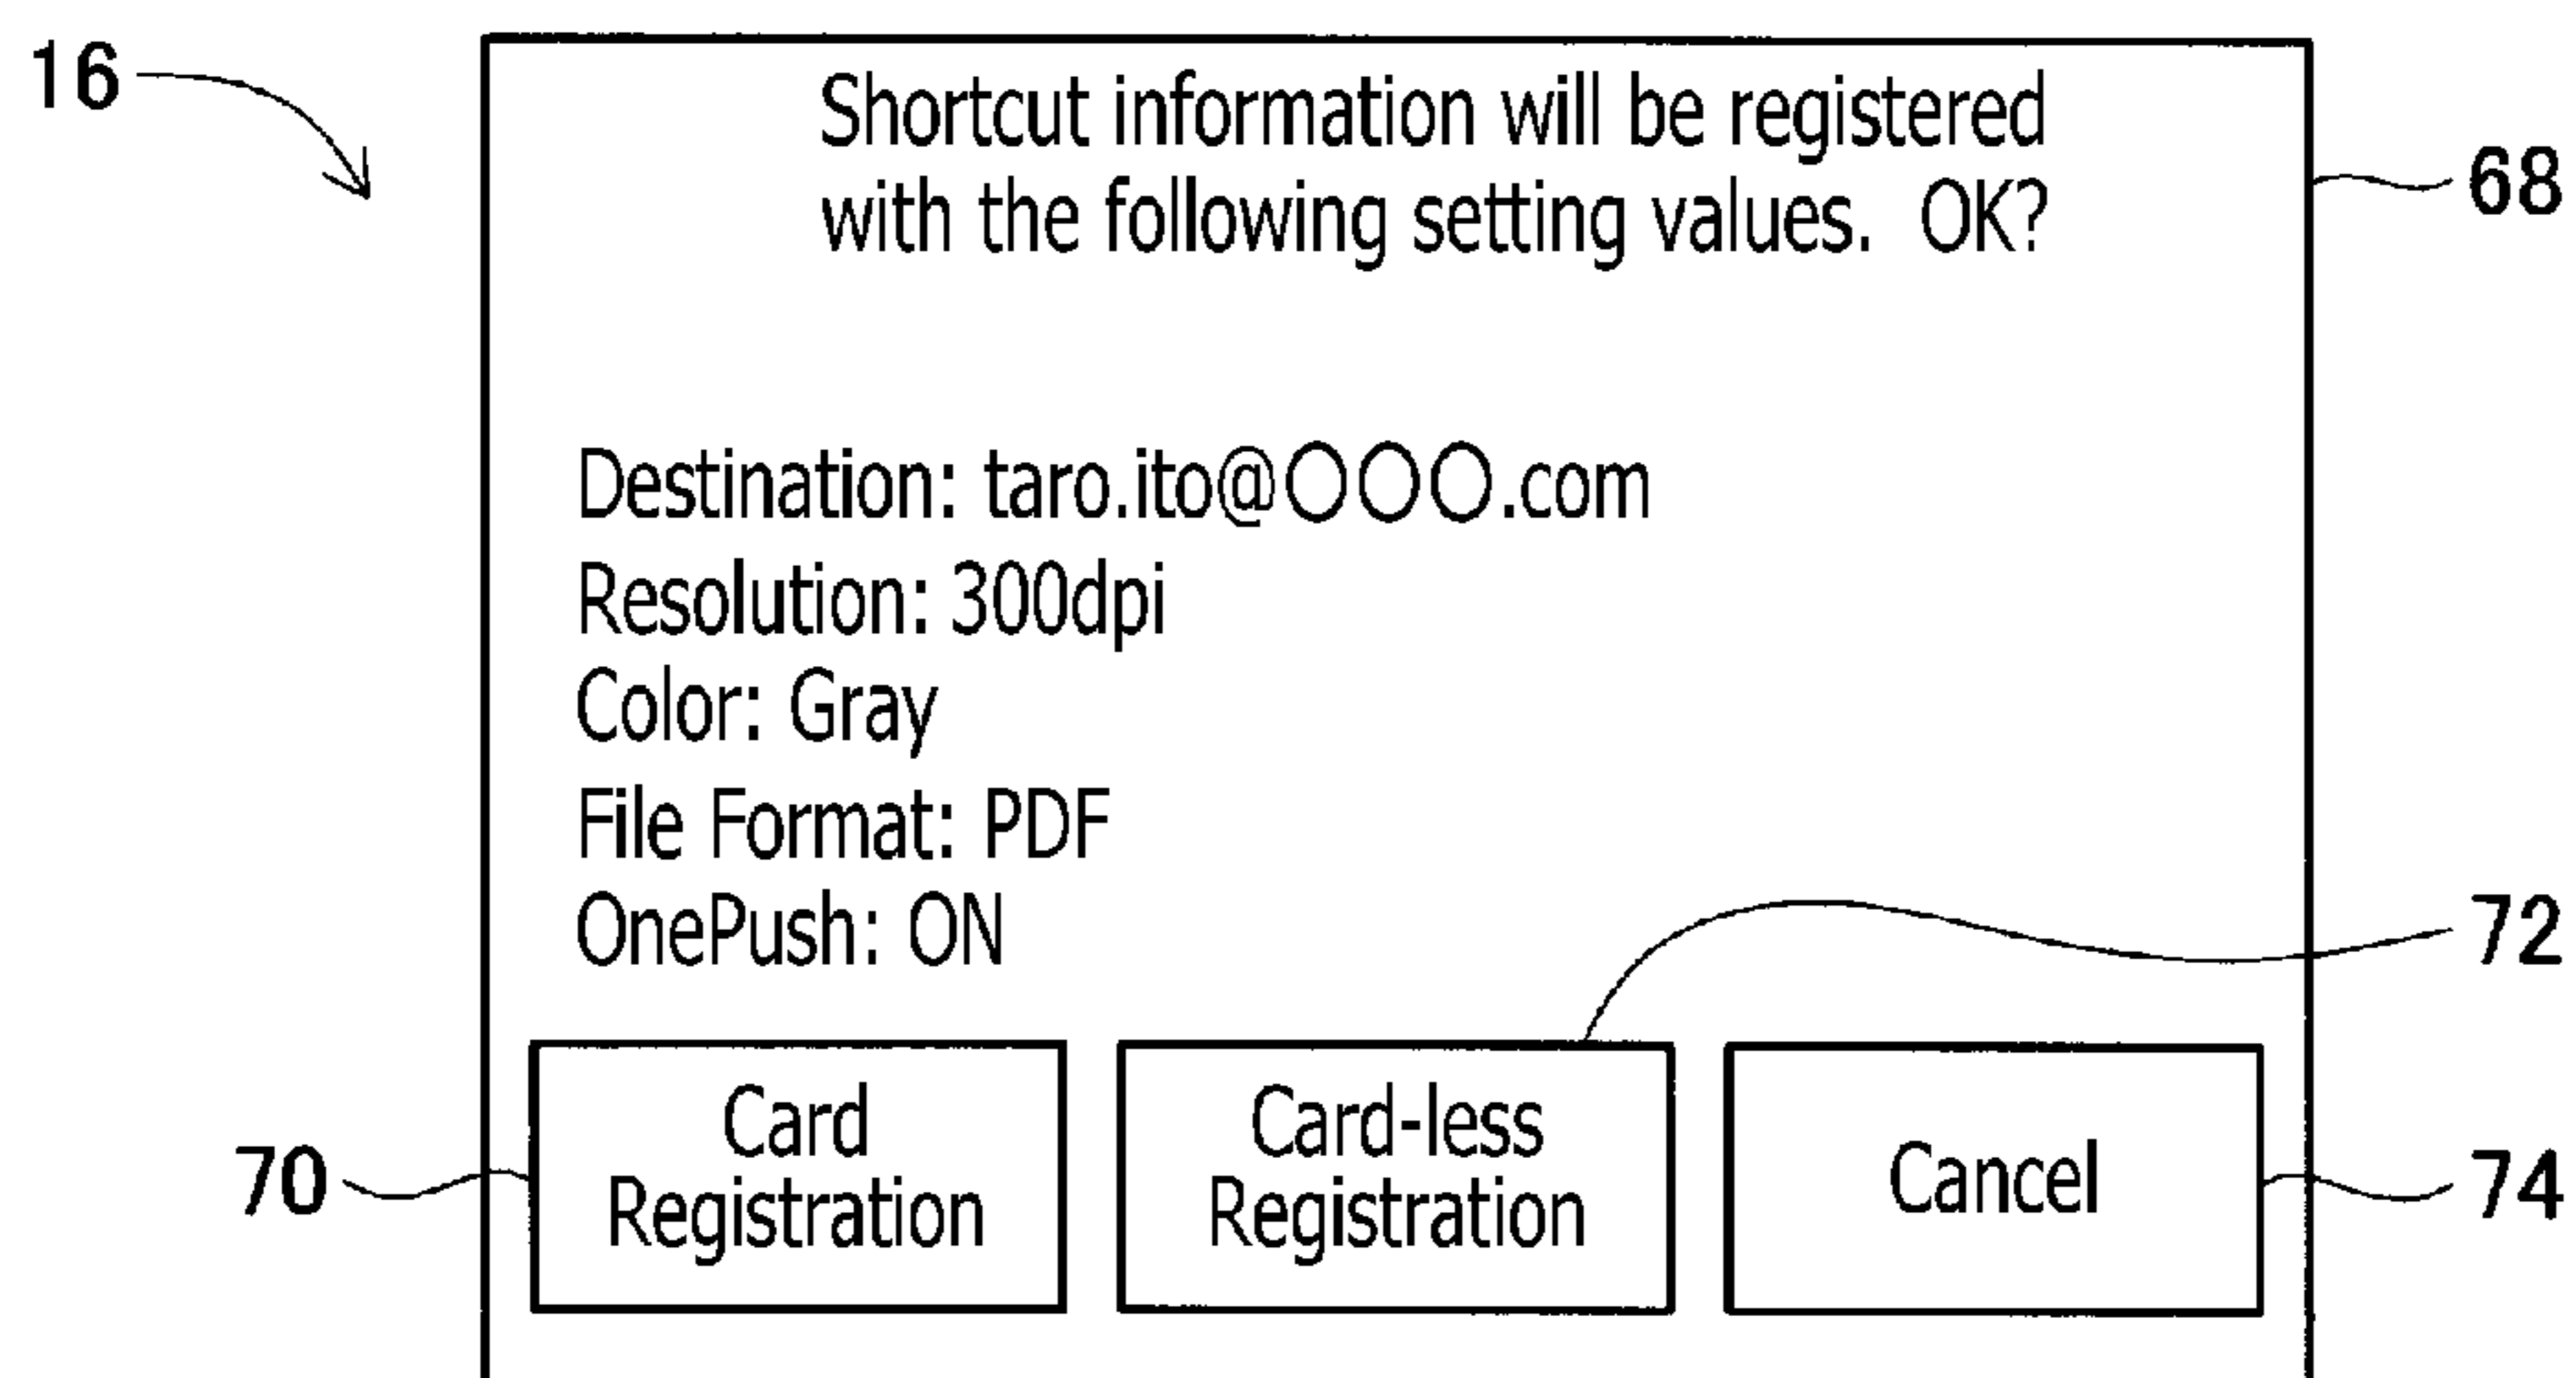 16
Shortcut information will be registered
with the following setting values. OK?
68
Destination: taro.ito@○○○.com
Resolution: 300dpi
Color: Gray
File Format: PDF
OnePush: ON
72
70
Card
Registration
Card-less
Registration
Cancel
74